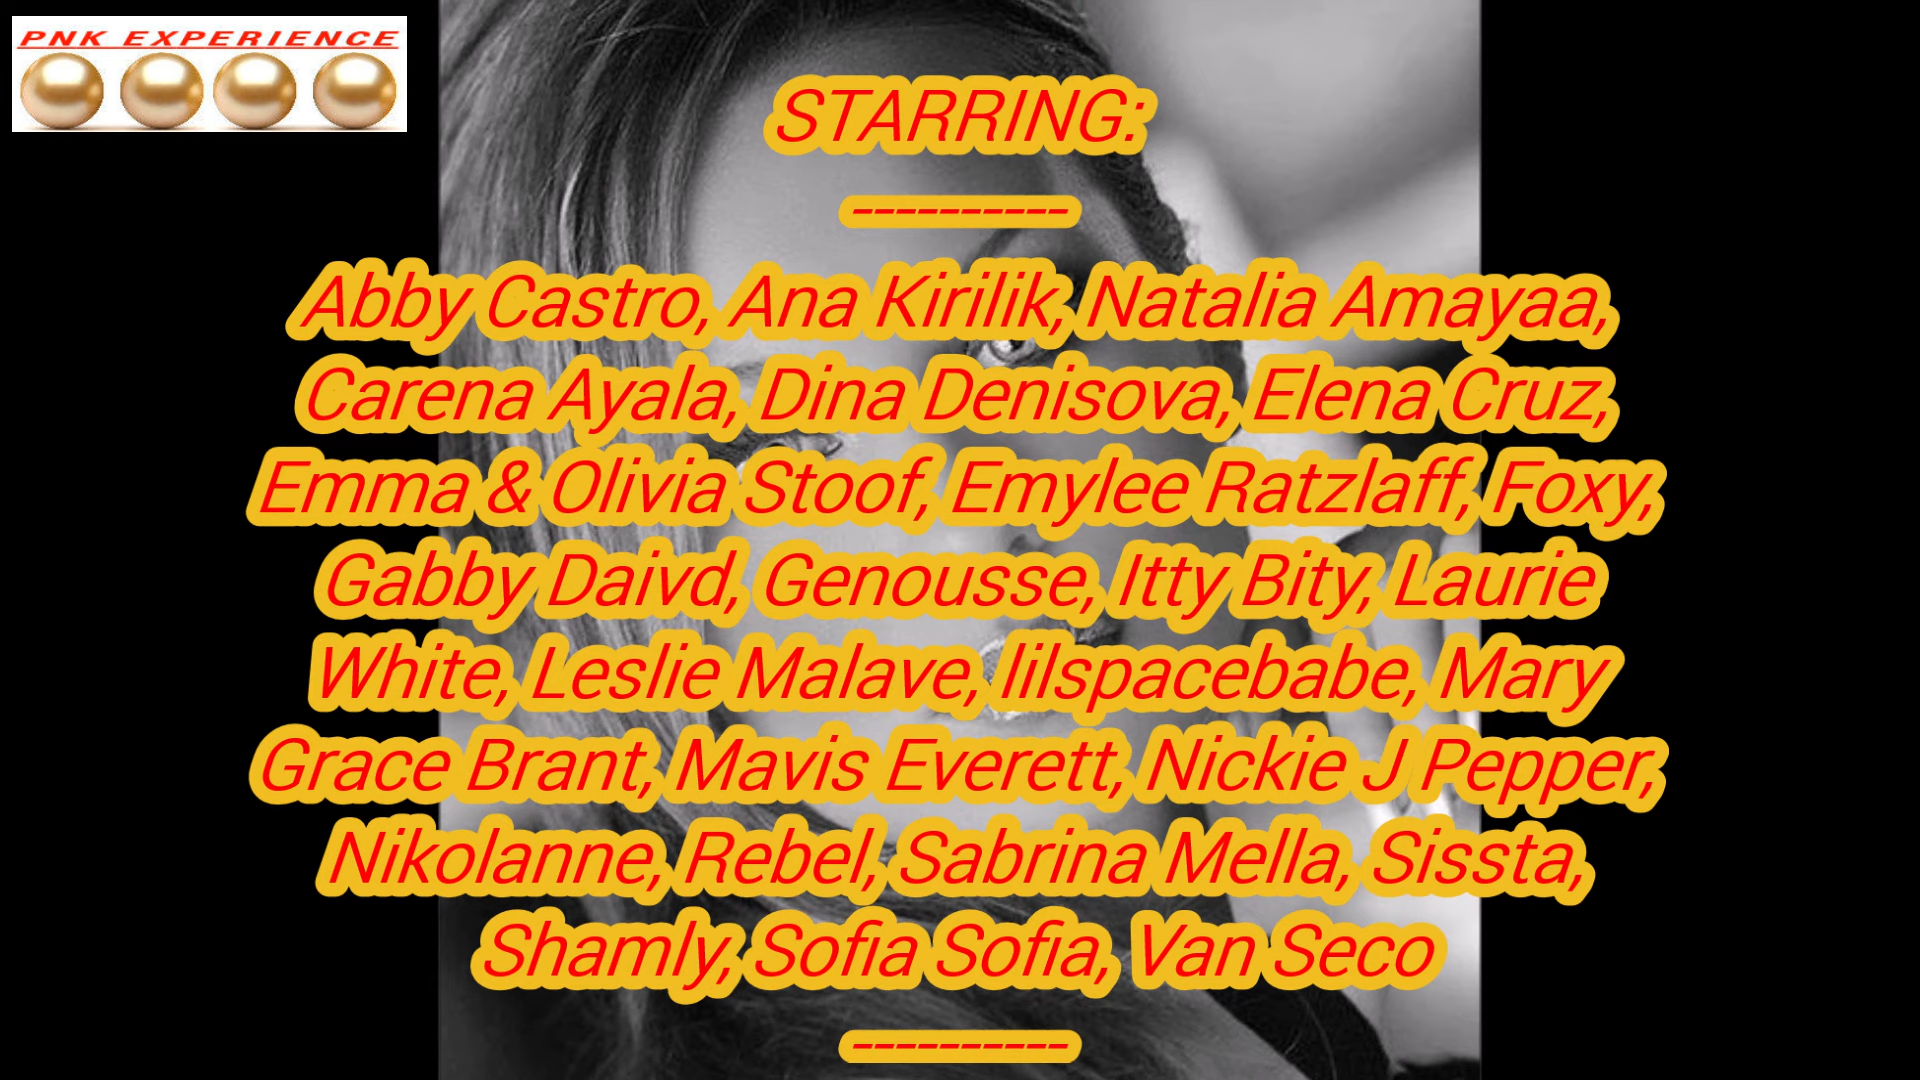 PNK EXPERIENCE
STARRING:
----------
Abby Castro, Ana Kirilik, Natalia Amayaa,
Carena Ayala, Dina Denisova, Elena Cruz,
Emma & Olivia Stoof, Emylee Ratzlaff, Foxy,
Gabby Daivd, Genousse, Itty Bity, Laurie
White, Leslie Malave, lilspacebabe, Mary
Grace Brant, Mavis Everett, Nickie J Pepper,
Nikolanne, Rebel, Sabrina Mella, Sissta,
Shamly, Sofia Sofia, Van Seco
----------